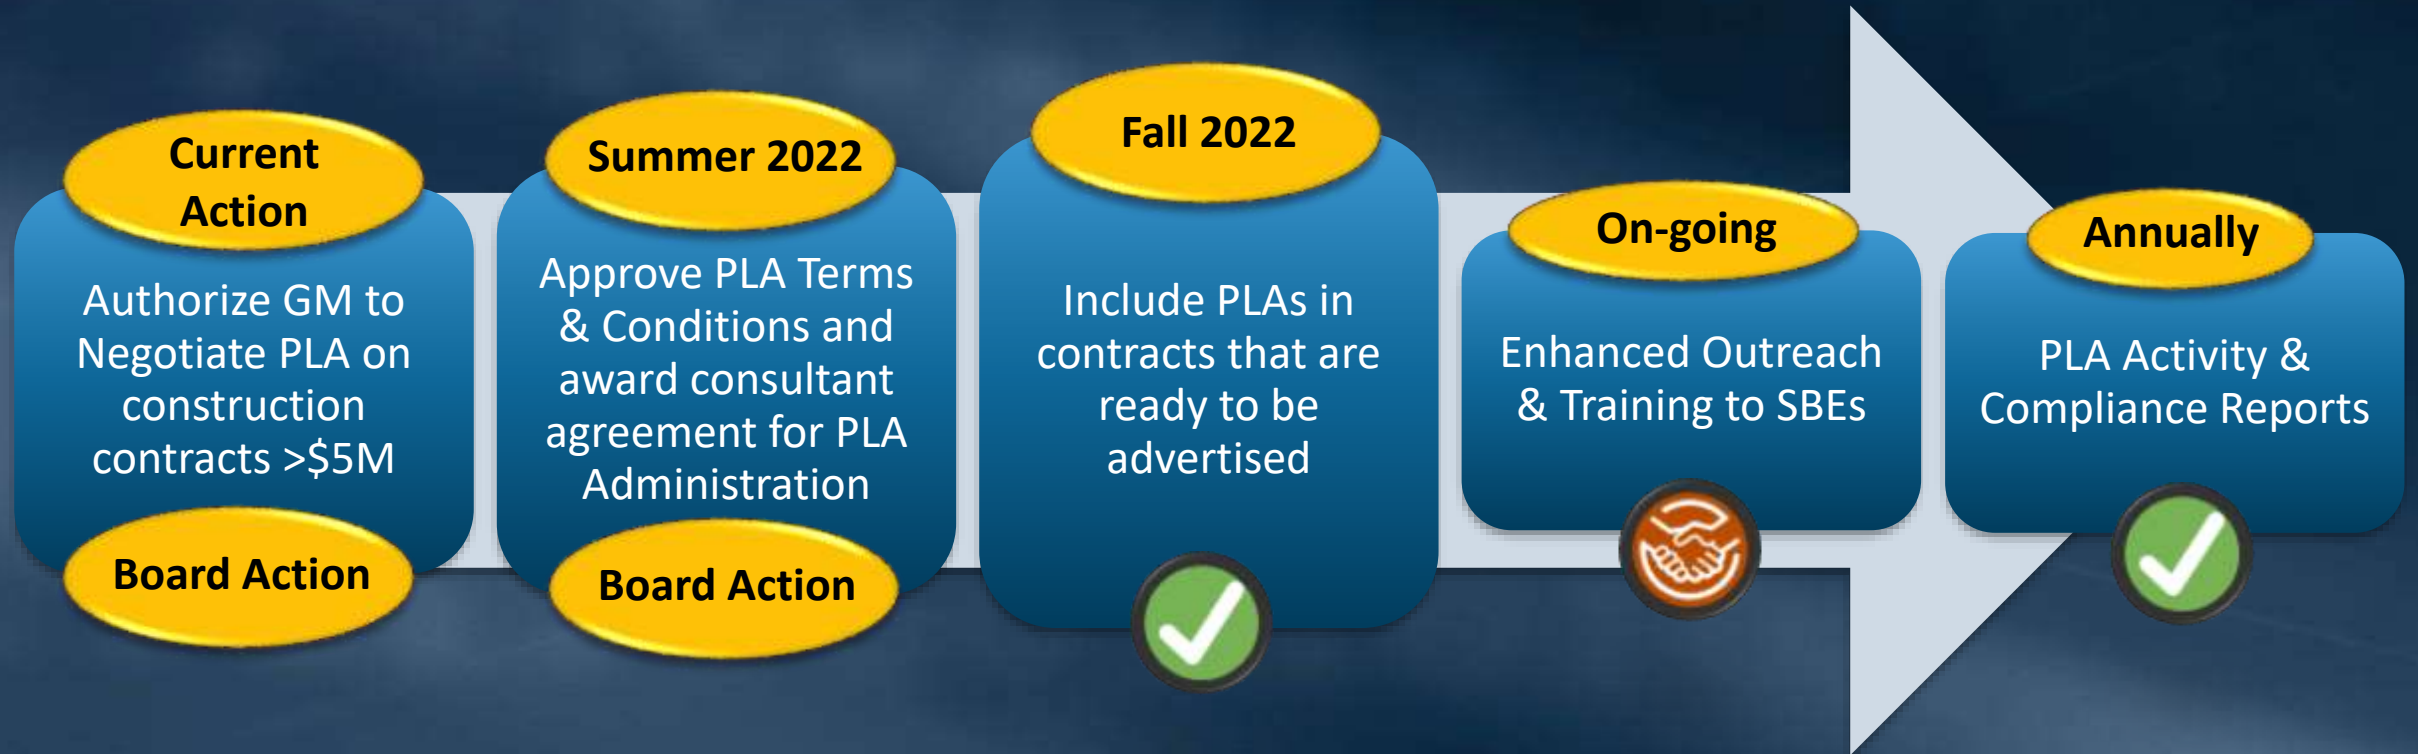 Current
Action
Authorize GM to
Negotiate PLA on
construction
contracts >$5M
Board Action
Summer 2022
Approve PLA Terms
& Conditions and
award consultant
agreement for PLA
Administration
Board Action
Fall 2022
Include PLAs in
contracts that are
ready to be
advertised
On-going
Enhanced Outreach
& Training to SBEs
Annually
PLA Activity &
Compliance Reports